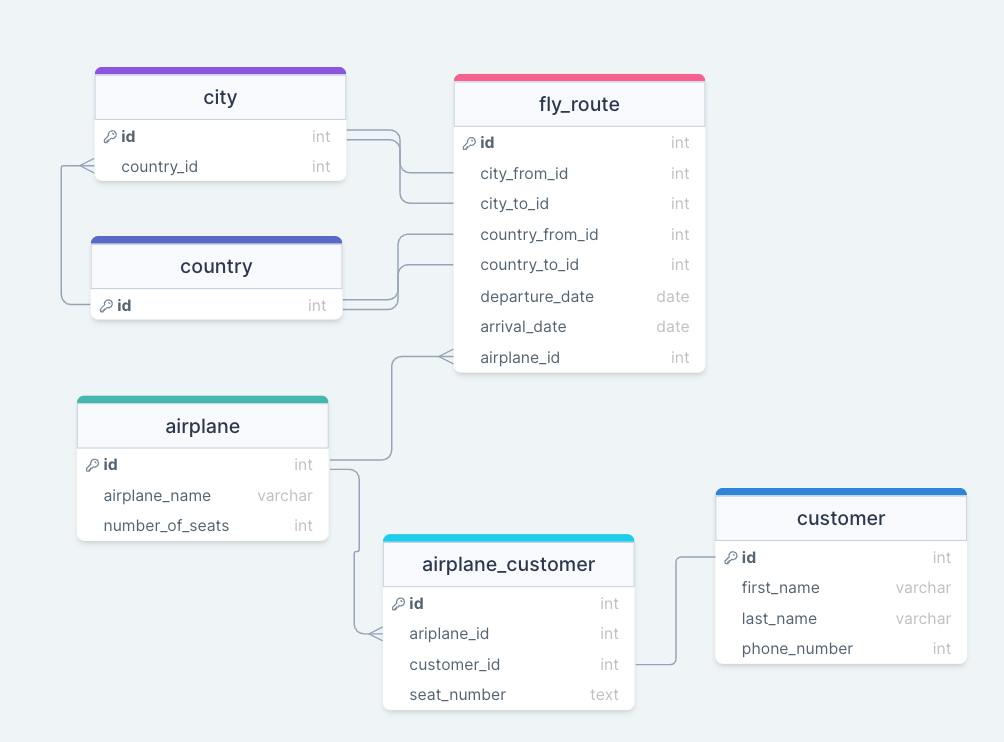 city
id int
country_id int
country
id int
fly_route
id int
city_from_id int
city_to_id int
country_from_id int
country_to_id int
departure_date date
arrival_date date
airplane_id int
airplane
id int
airplane_name varchar
number_of_seats int
airplane_customer
id int
ariplane_id int
customer_id int
seat_number text
customer
id int
first_name varchar
last_name varchar
phone_number int